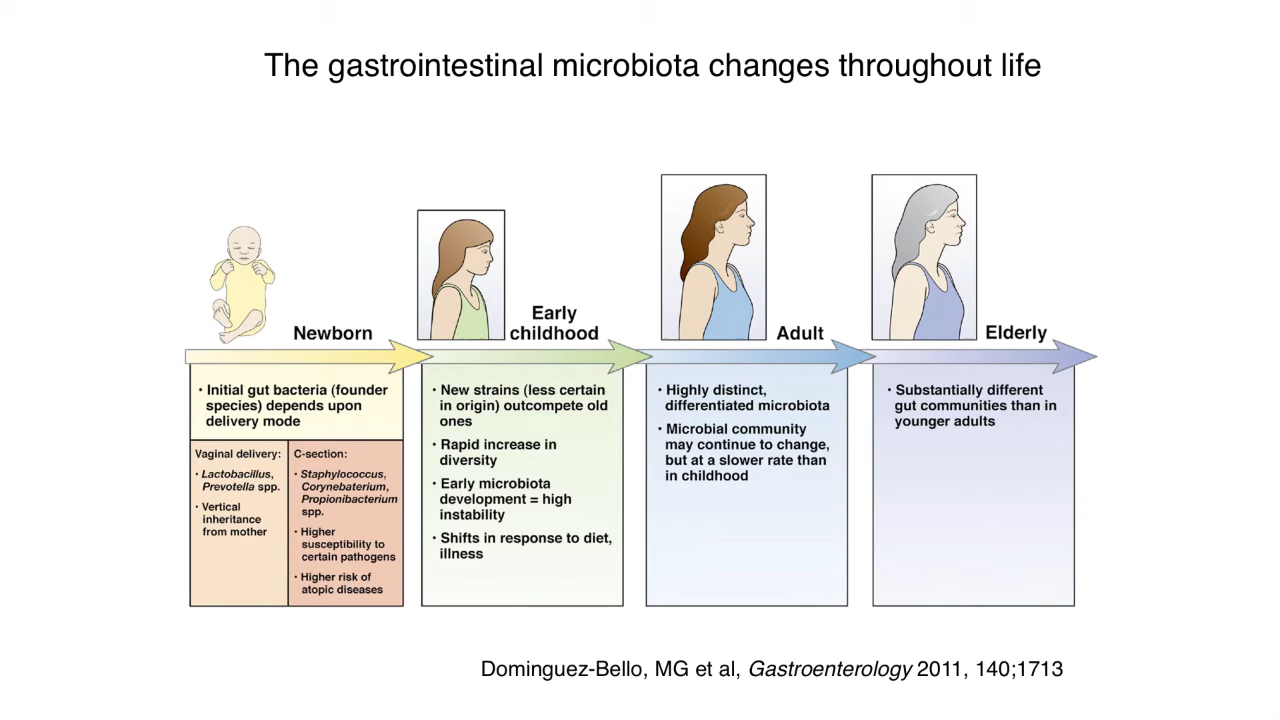 The gastrointestinal microbiota changes throughout life
Newborn
Early
childhood
Adult
Elderly
• Initial gut bacteria (founder
species) depends upon
delivery mode
Vaginal delivery:
• Lactobacillus,
Prevotella spp.
• Vertical
inheritance
from mother
C-section:
• Staphylococcus,
Corynebaterium,
Propionibacterium
spp.
• Higher
susceptibility to
certain pathogens
• Higher risk of
atopic diseases
• New strains (less certain
in origin) outcompete old
ones
• Rapid increase in
diversity
• Early microbiota
development = high
instability
• Shifts in response to diet,
illness
• Highly distinct,
differentiated microbiota
• Microbial community
may continue to change,
but at a slower rate than
in childhood
• Substantially different
gut communities than in
younger adults
Dominguez-Bello, MG et al, Gastroenterology 2011, 140;1713